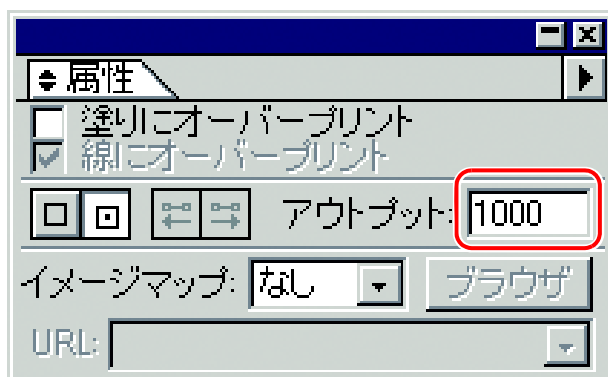 属性
塗りにオーバープリント
線にオーバープリント
アウトプット: 1000
イメージマップ: なし ブラウザ
URL: